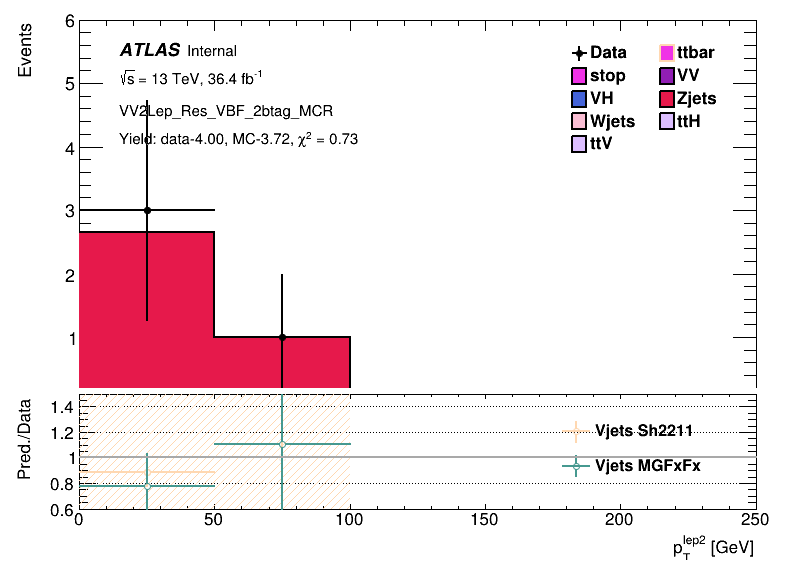 Events
6
5
4
3
2
1
ATLAS Internal
√s = 13 TeV, 36.4 fb⁻¹
VV2Lep_Res_VBF_2btag_MCR
Yield: data-4.00, MC-3.72, χ² = 0.73
Data ttbar
stop VV
VH Zjets
Wjets ttH
ttV
Pred./Data
1.4
1.2
1
0.8
0.6
Vjets Sh2211
Vjets MGFxFx
0 50 100 150 200 250
p_T^lep2 [GeV]